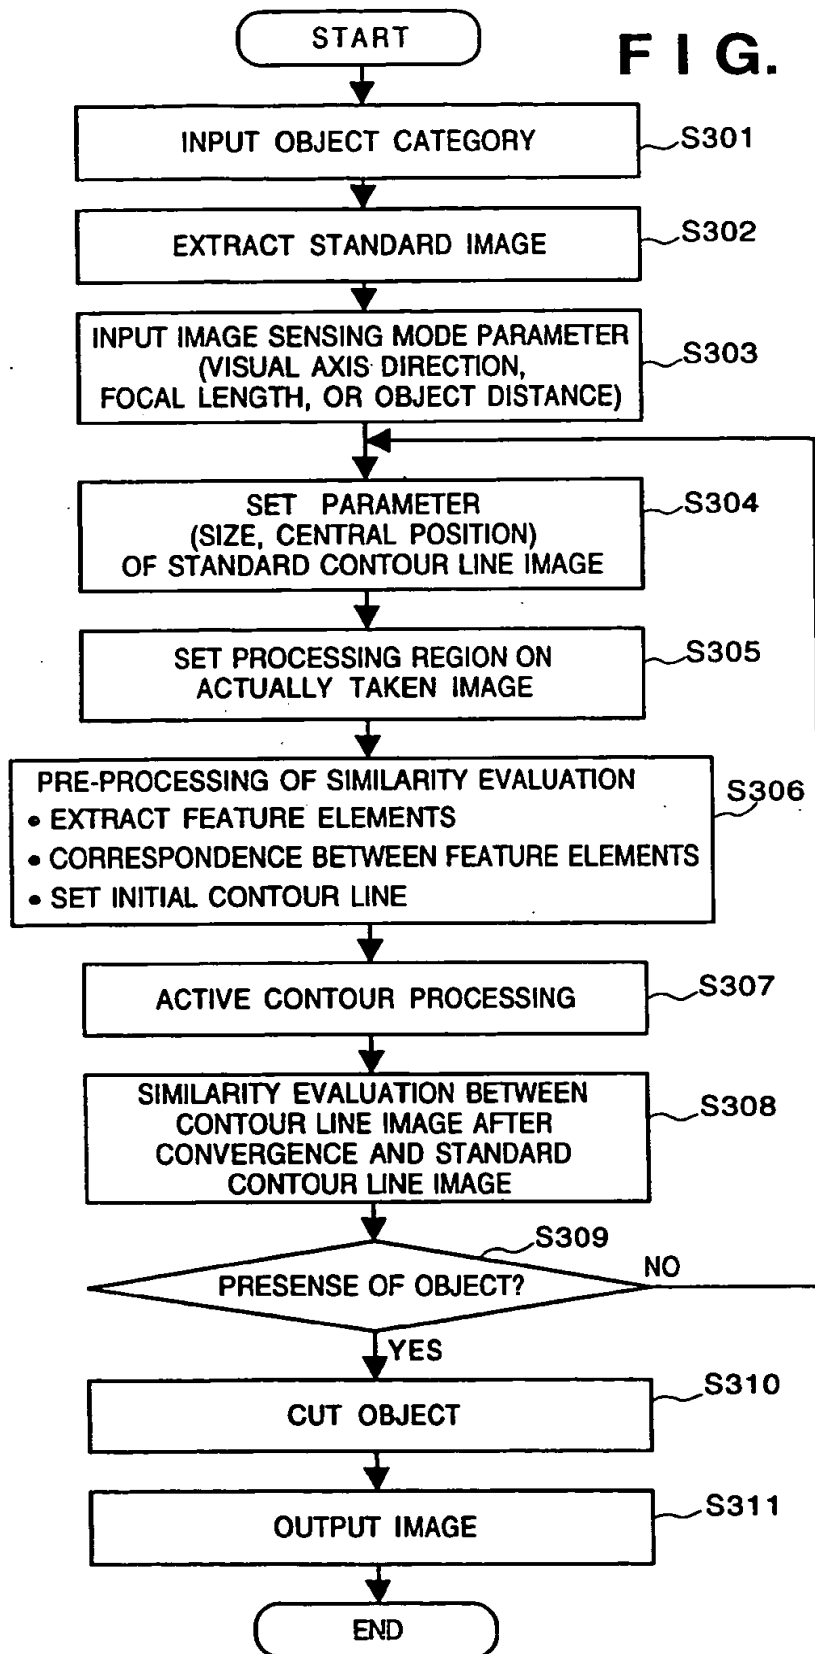 START
F I G.
INPUT OBJECT CATEGORY
S301
EXTRACT STANDARD IMAGE
S302
INPUT IMAGE SENSING MODE PARAMETER
(VISUAL AXIS DIRECTION,
FOCAL LENGTH, OR OBJECT DISTANCE)
S303
SET PARAMETER
(SIZE, CENTRAL POSITION)
OF STANDARD CONTOUR LINE IMAGE
S304
SET PROCESSING REGION ON
ACTUALLY TAKEN IMAGE
S305
PRE-PROCESSING OF SIMILARITY EVALUATION
• EXTRACT FEATURE ELEMENTS
• CORRESPONDENCE BETWEEN FEATURE ELEMENTS
• SET INITIAL CONTOUR LINE
S306
ACTIVE CONTOUR PROCESSING
S307
SIMILARITY EVALUATION BETWEEN
CONTOUR LINE IMAGE AFTER
CONVERGENCE AND STANDARD
CONTOUR LINE IMAGE
S308
S309
PRESENSE OF OBJECT?
NO
YES
CUT OBJECT
S310
OUTPUT IMAGE
S311
END